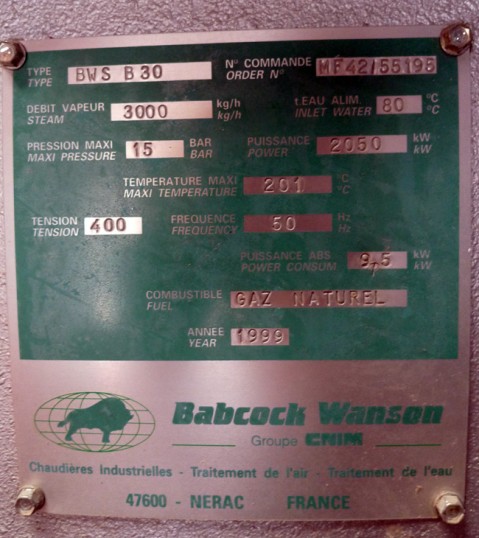 TYPE BWS B30 N° COMMANDE MF42/55195
TYPE ORDER N°
DEBIT VAPEUR 3000 kg/h t.EAU ALIM. 80 °C
STEAM kg/h INLET WATER °C
PRESSION MAXI 15 BAR PUISSANCE 2050 kW
MAXI PRESSURE BAR POWER kW
TEMPERATURE MAXI 201 °C
MAXI TEMPERATURE °C
TENSION 400 FREQUENCE 50 Hz
TENSION FREQUENCY Hz
PUISSANCE ABS 9,5 kW
POWER CONSUM kW
COMBUSTIBLE GAZ NATUREL
FUEL
ANNEE 1999
YEAR
Babcock Wanson
Groupe CNIM
Chaudières Industrielles - Traitement de l'air - Traitement de l'eau
47600 - NERAC FRANCE